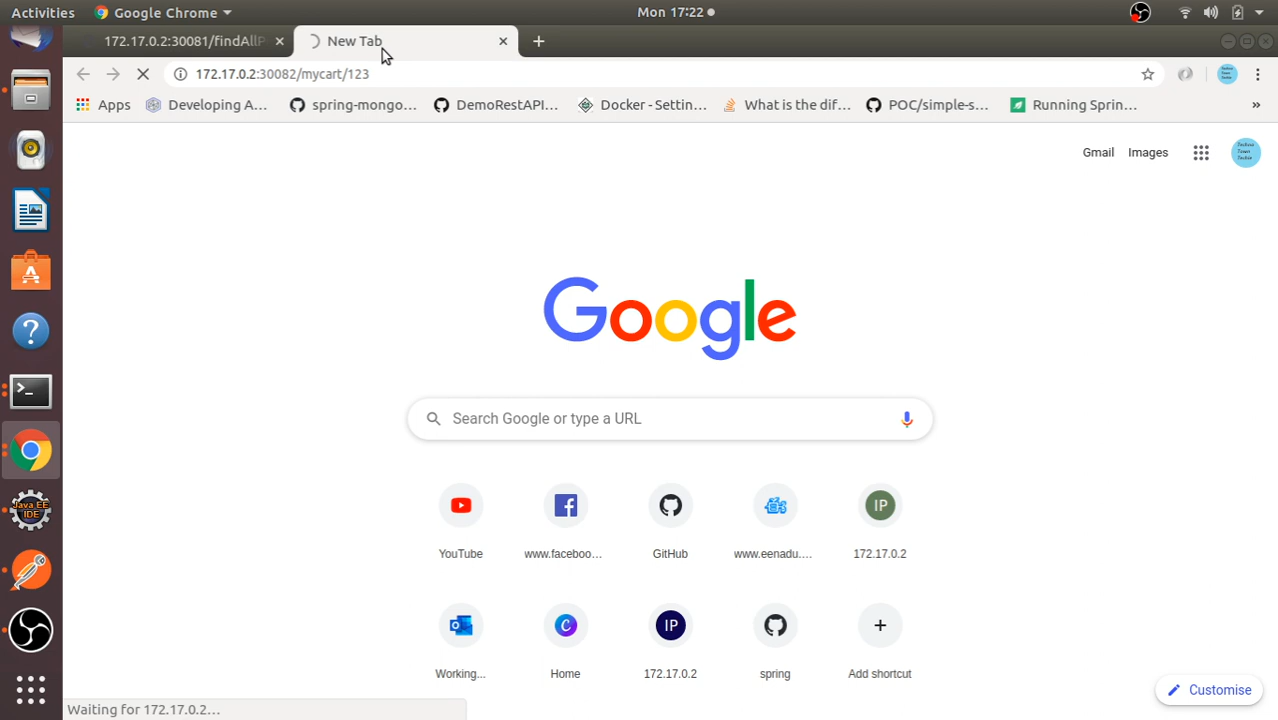 Activities
Google Chrome
Mon 17:22
172.17.0.2:30081/findAllP
New Tab
172.17.0.2:30082/mycart/123
Apps
Developing A...
spring-mongo...
DemoRestAPI...
Docker - Settin...
What is the dif...
POC/simple-s...
Running Sprin...
»
Gmail
Images
Google
Search Google or type a URL
YouTube
www.faceboo...
GitHub
www.eenadu....
IP
172.17.0.2
Working...
Home
IP
172.17.0.2
spring
Add shortcut
Customise
Java EE
IDE
Waiting for 172.17.0.2...